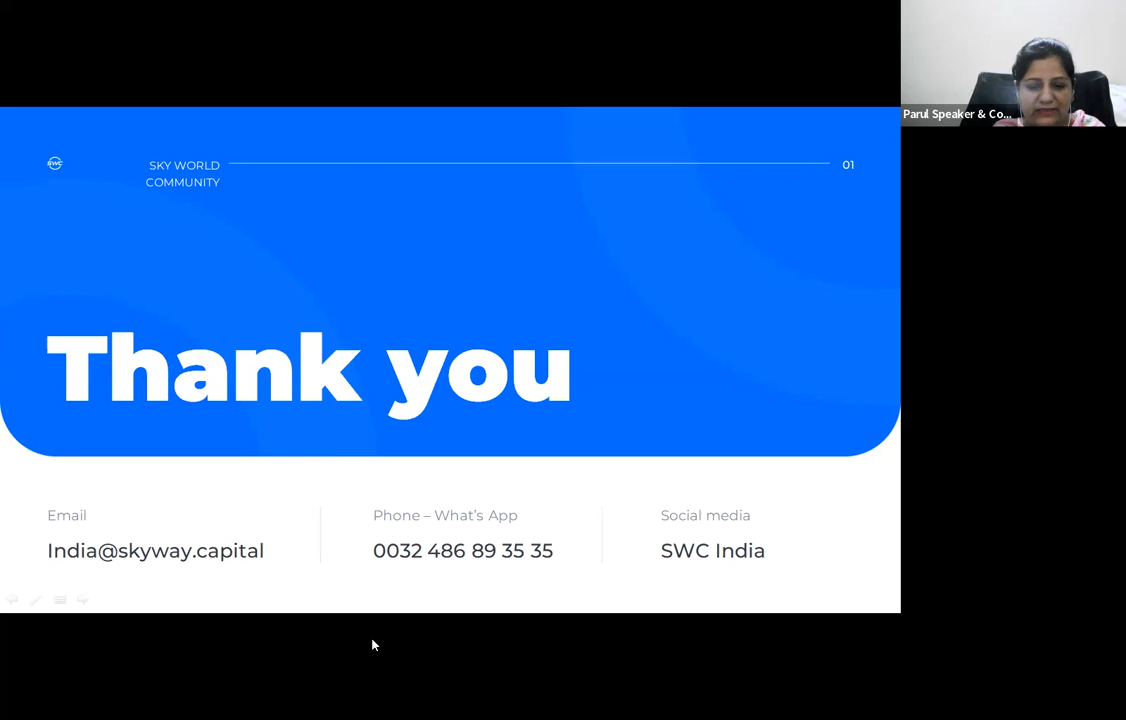 Parul Speaker & Co...
SWC
SKY WORLD
COMMUNITY
01
Thank you
Email
Phone – What's App
Social media
India@skyway.capital
0032 486 89 35 35
SWC India